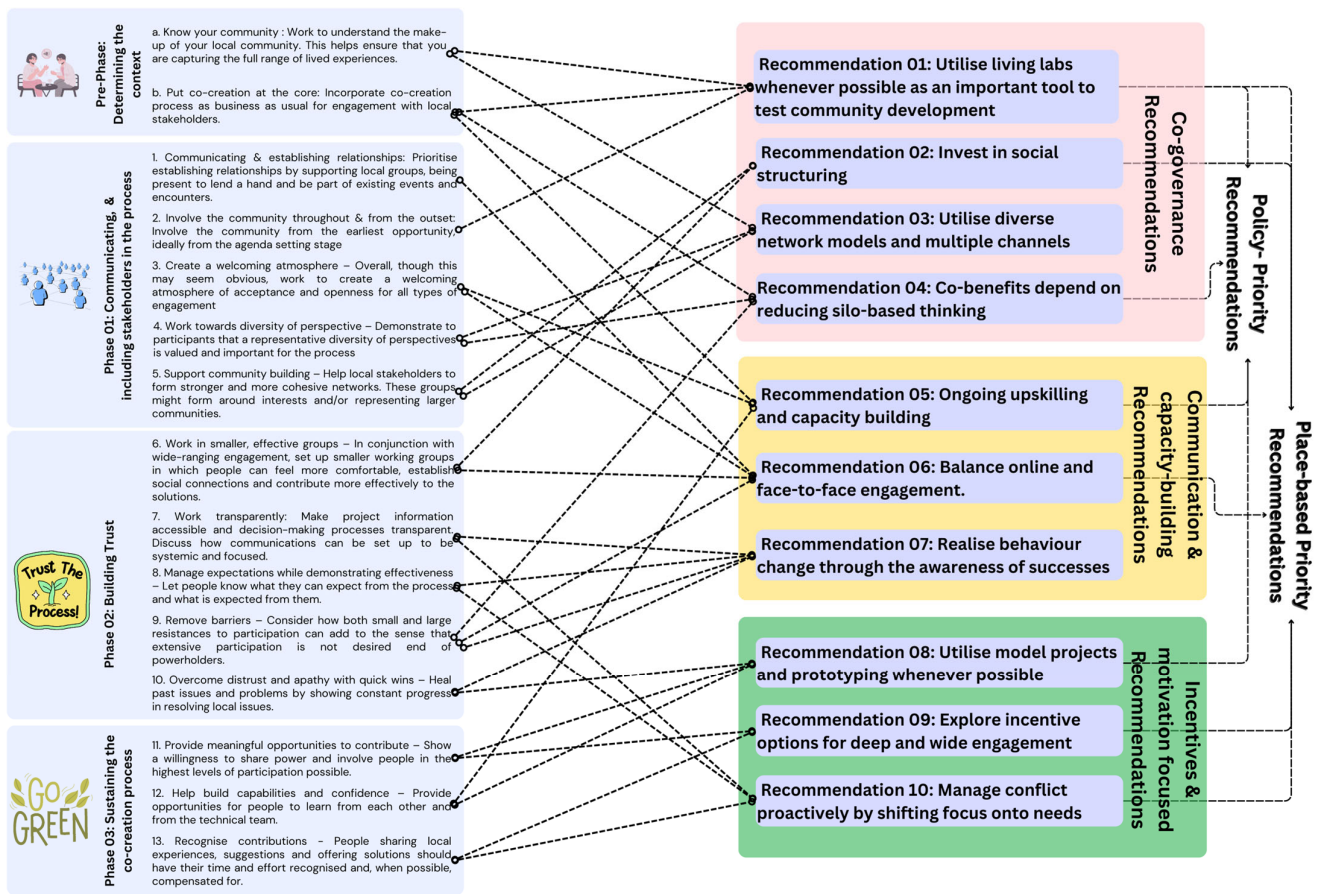 Pre-Phase:
Determining the
context
a. Know your community : Work to understand the make-
up of your local community. This helps ensure that you
are capturing the full range of lived experiences.
b. Put co-creation at the core: Incorporate co-creation
process as business as usual for engagement with local
stakeholders.
Phase 01: Communicating, &
including stakeholders in the process
1. Communicating & establishing relationships: Prioritise
establishing relationships by supporting local groups, being
present to lend a hand and be part of existing events and
encounters.
2. Involve the community throughout & from the outset:
Involve the community from the earliest opportunity,
ideally from the agenda setting stage
3. Create a welcoming atmosphere – Overall, though this
may seem obvious, work to create a welcoming
atmosphere of acceptance and openness for all types of
engagement
4. Work towards diversity of perspective – Demonstrate to
participants that a representative diversity of perspectives
is valued and important for the process
5. Support community building – Help local stakeholders to
form stronger and more cohesive networks. These groups
might form around interests and/or representing larger
communities.
Trust The
Process!
Phase 02: Building Trust
6. Work in smaller, effective groups – In conjunction with
wide-ranging engagement, set up smaller working groups
in which people can feel more comfortable, establish
social connections and contribute more effectively to the
solutions.
7. Work transparently: Make project information
accessible and decision-making processes transparent.
Discuss how communications can be set up to be
systemic and focused.
8. Manage expectations while demonstrating effectiveness
– Let people know what they can expect from the process
and what is expected from them.
9. Remove barriers – Consider how both small and large
resistances to participation can add to the sense that
extensive participation is not desired end of
powerholders.
10. Overcome distrust and apathy with quick wins – Heal
past issues and problems by showing constant progress
in resolving local issues.
GO
GREEN
Phase 03: Sustaining the
co-creation process
11. Provide meaningful opportunities to contribute – Show
a willingness to share power and involve people in the
highest levels of participation possible.
12. Help build capabilities and confidence – Provide
opportunities for people to learn from each other and
from the technical team.
13. Recognise contributions - People sharing local
experiences, suggestions and offering solutions should
have their time and effort recognised and, when possible,
compensated for.
Recommendation 01: Utilise living labs
whenever possible as an important tool to
test community development
Recommendation 02: Invest in social
structuring
Recommendation 03: Utilise diverse
network models and multiple channels
Recommendation 04: Co-benefits depend on
reducing silo-based thinking
Co-governance
Recommendations
Recommendation 05: Ongoing upskilling
and capacity building
Recommendation 06: Balance online and
face-to-face engagement.
Recommendation 07: Realise behaviour
change through the awareness of successes
Communication &
capacity-building
Recommendations
Recommendation 08: Utilise model projects
and prototyping whenever possible
Recommendation 09: Explore incentive
options for deep and wide engagement
Recommendation 10: Manage conflict
proactively by shifting focus onto needs
Incentives &
motivation focused
Recommendations
Policy- Priority
Recommendations
Place-based Priority
Recommendations